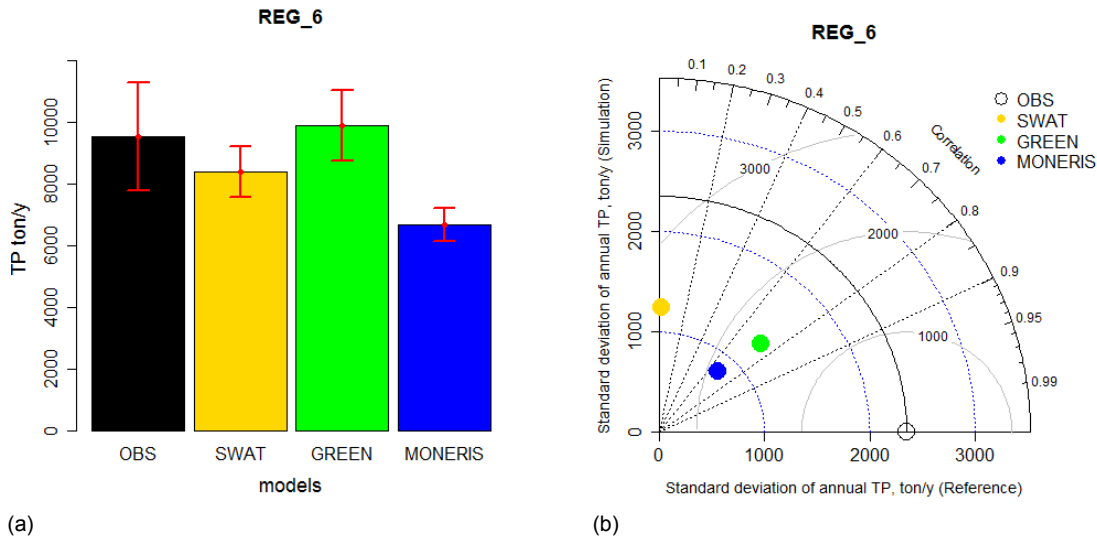 REG_6
TP ton/y
0
2000
4000
6000
8000
10000
OBS
SWAT
GREEN
MONERIS
models
(a)
REG_6
Standard deviation of annual TP, ton/y (Simulation)
0
1000
2000
3000
0.1
0.2
0.3
0.4
0.5
0.6
0.7
0.8
0.9
0.95
0.99
Correlation
3000
2000
1000
OBS
SWAT
GREEN
MONERIS
0
1000
2000
3000
Standard deviation of annual TP, ton/y (Reference)
(b)